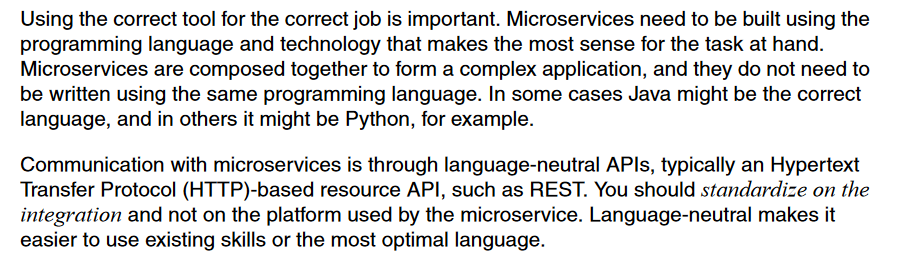 Using the correct tool for the correct job is important. Microservices need to be built using the
programming language and technology that makes the most sense for the task at hand.
Microservices are composed together to form a complex application, and they do not need to
be written using the same programming language. In some cases Java might be the correct
language, and in others it might be Python, for example.
Communication with microservices is through language-neutral APIs, typically an Hypertext
Transfer Protocol (HTTP)-based resource API, such as REST. You should standardize on the
integration and not on the platform used by the microservice. Language-neutral makes it
easier to use existing skills or the most optimal language.